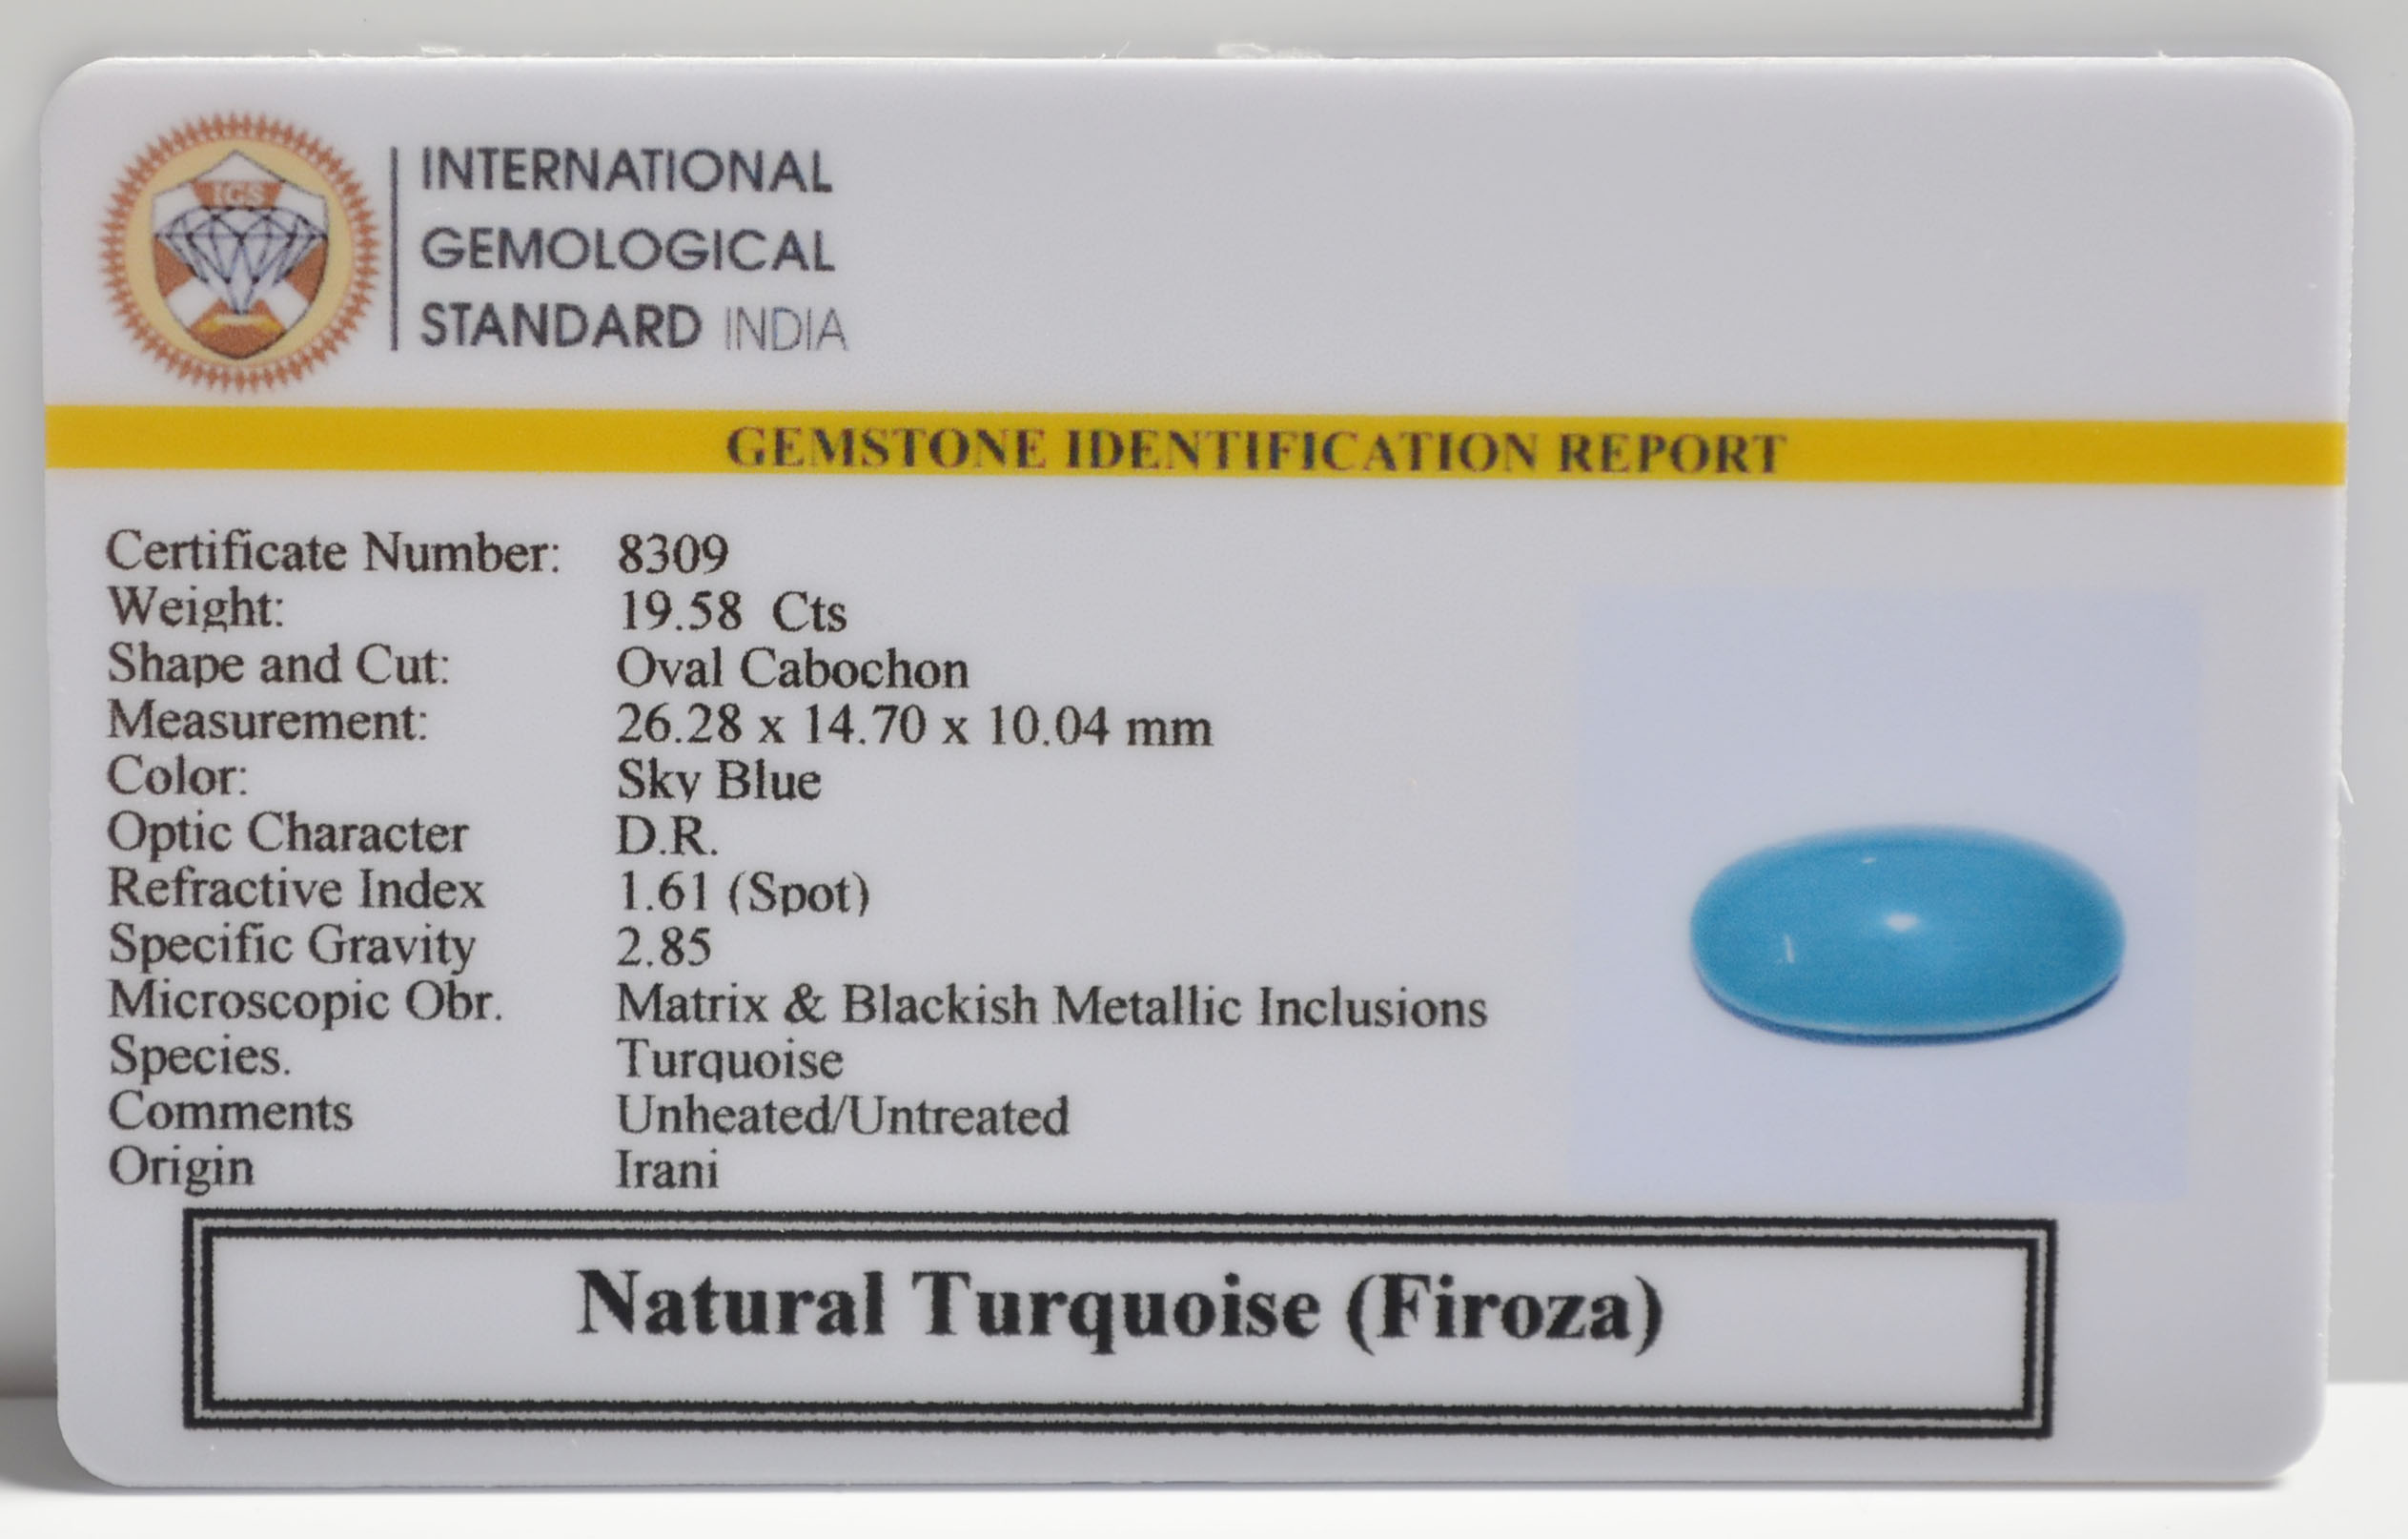 IGS
INTERNATIONAL
GEMOLOGICAL
STANDARD INDIA
GEMSTONE IDENTIFICATION REPORT
Certificate Number: 8309
Weight: 19.58 Cts
Shape and Cut: Oval Cabochon
Measurement: 26.28 x 14.70 x 10.04 mm
Color: Sky Blue
Optic Character D.R.
Refractive Index 1.61 (Spot)
Specific Gravity 2.85
Microscopic Obr. Matrix & Blackish Metallic Inclusions
Species. Turquoise
Comments Unheated/Untreated
Origin Irani
Natural Turquoise (Firoza)